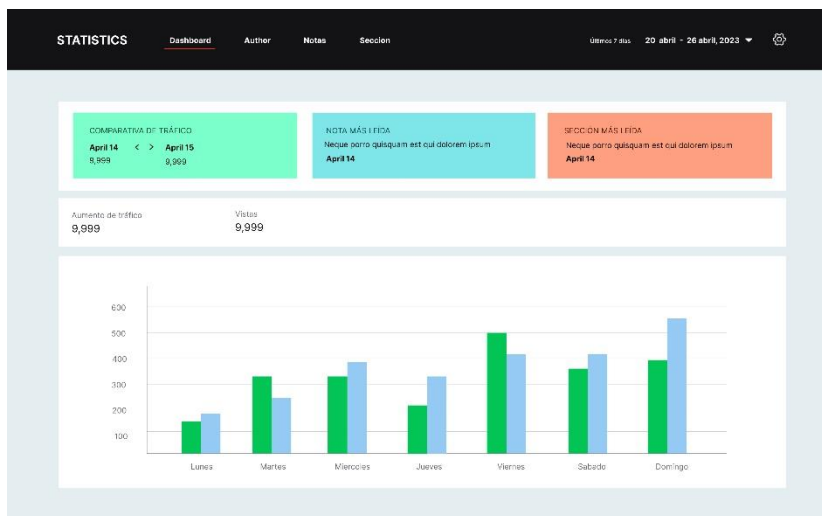 STATISTICS Dashboard Author Notas Seccion Últimos 7 días 20 abril - 26 abril, 2023
COMPARATIVA DE TRÁFICO
April 14 < > April 15
9,999 9,999
NOTA MÁS LEÍDA
Neque porro quisquam est qui dolorem ipsum
April 14
SECCIÓN MÁS LEÍDA
Neque porro quisquam est qui dolorem ipsum
April 14
Aumento de tráfico
9,999
Vistas
9,999
600
500
400
300
200
100
Lunes Martes Miercoles Jueves Viernes Sabado Domingo